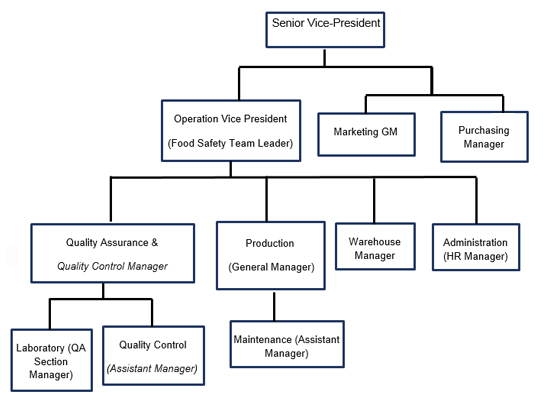 Senior Vice-President
Operation Vice President
(Food Safety Team Leader)
Marketing GM
Purchasing
Manager
Quality Assurance &
Quality Control Manager
Production
(General Manager)
Warehouse
Manager
Administration
(HR Manager)
Laboratory (QA
Section
Manager)
Quality Control
(Assistant Manager)
Maintenance (Assistant
Manager)